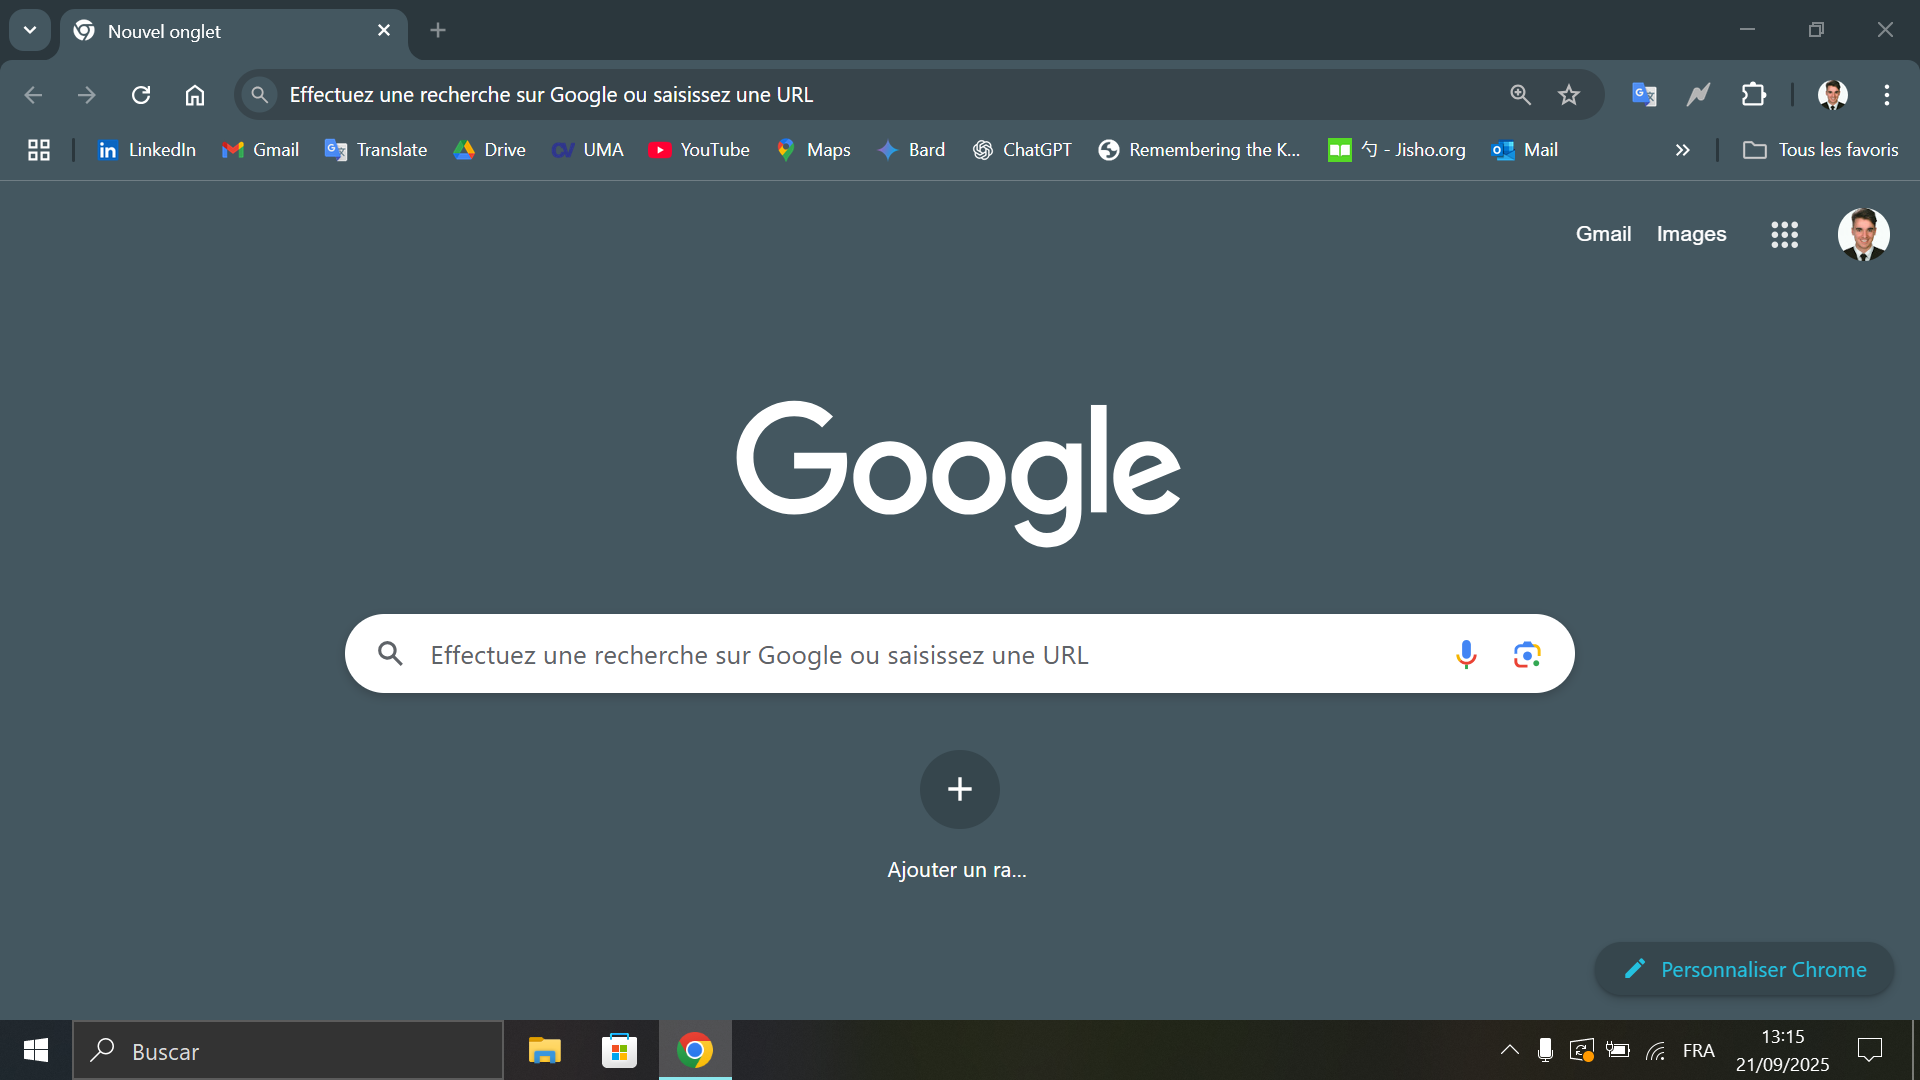 Nouvel onglet
Effectuez une recherche sur Google ou saisissez une URL
LinkedIn Gmail Translate Drive UMA YouTube Maps Bard ChatGPT Remembering the K... 勺 - Jisho.org Mail Tous les favoris
Gmail Images
Google
Effectuez une recherche sur Google ou saisissez une URL
Ajouter un ra...
Personnaliser Chrome
Buscar
FRA
13:15
21/09/2025